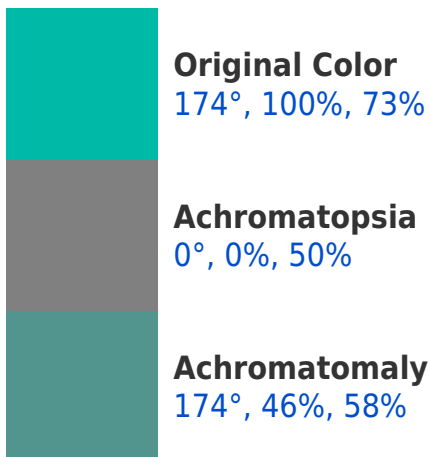 Original Color
174°, 100%, 73%
Achromatopsia
0°, 0%, 50%
Achromatomaly
174°, 46%, 58%